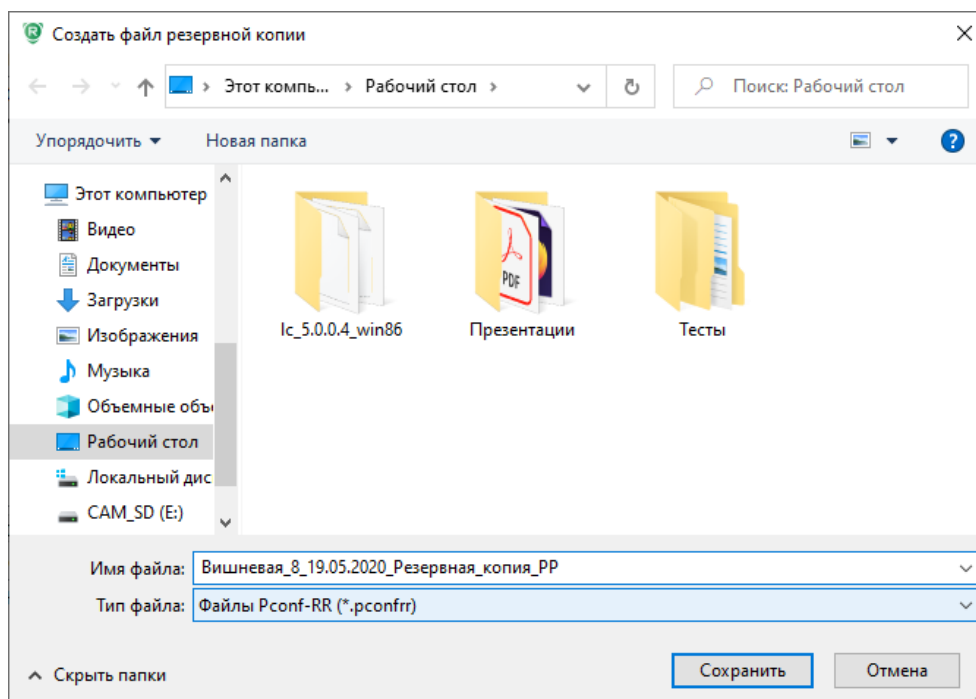 Создать файл резервной копии
Этот компь... Рабочий стол
Поиск: Рабочий стол
Упорядочить Новая папка
Этот компьютер
Видео
Документы
Загрузки
Изображения
Музыка
Объемные объ
Рабочий стол
Локальный дис
CAM_SD (E:)
PDF
lc_5.0.0.4_win86
Презентации
Тесты
Имя файла: Вишневая_8_19.05.2020_Резервная_копия_РР
Тип файла: Файлы Pconf-RR (*.pconfrr)
Скрыть папки
Сохранить
Отмена